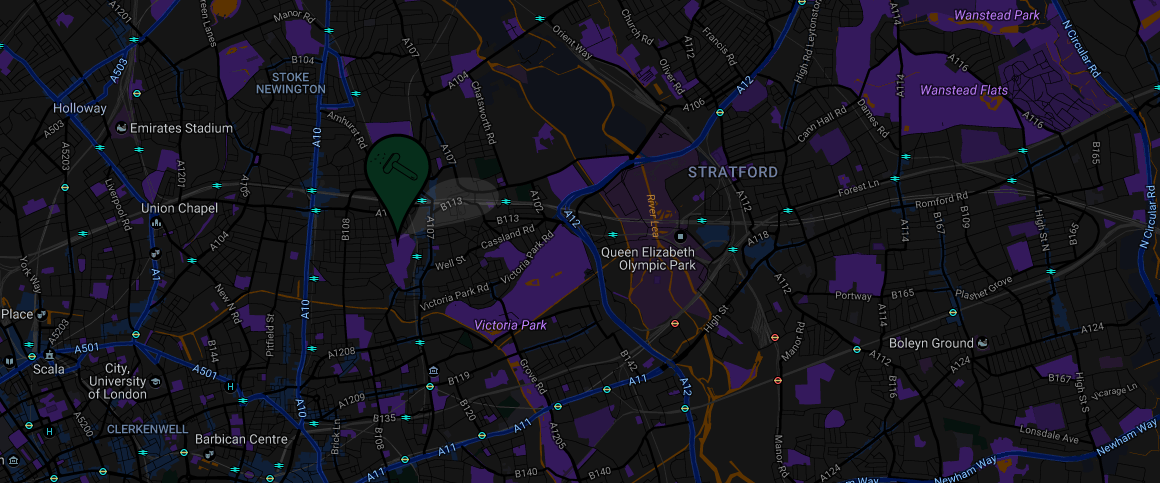 Green Lanes
Manor Rd
A107
Church Rd
Orient Way
A112
Francis Rd
High Rd Leytonstone
A114
Wanstead Park
N Circular Rd
A1201
A503
B104
A104
Oliver Rd
A12
A116
STOKE
NEWINGTON
Chatsworth Rd
A106
A114
Wanstead Flats
Holloway
Amhurst Rd
Cann Hall Rd
Dames Rd
A116
A503
Emirates Stadium
A10
A5203
A1201
A107
B165
STRATFORD
Liverpool Rd
A705
Forest Ln
Romford Rd
Union Chapel
B108
B113
A102
River Lea
A112
A107
B113
A12
A114
B167
B109
High St N
B165
N Circular Rd
A104
Cassland Rd
Victoria Park Rd
A118
Queen Elizabeth
Olympic Park
York Way
A1
Well St
A112
New N Rd
A10
Victoria Park Rd
Portway
B165
Plashet Grove
Place
A5203
Pitfield St
Victoria Park
High St
A114
Manor Rd
A124
A501
B144
A1208
B142
Boleyn Ground
Scala
City,
University
of London
A501
B119
Grove Rd
A11
A12
A112
A124
B167
High St S
Vicarage Ln
A5200
A10
A1209
B120
B116
CLERKENWELL
B135
A11
Lonsdale Ave
Barbican Centre
Brick Ln
B108
A11
A1205
Manor Rd
Newham Way
A11
B140
B140
A124
Newham Way